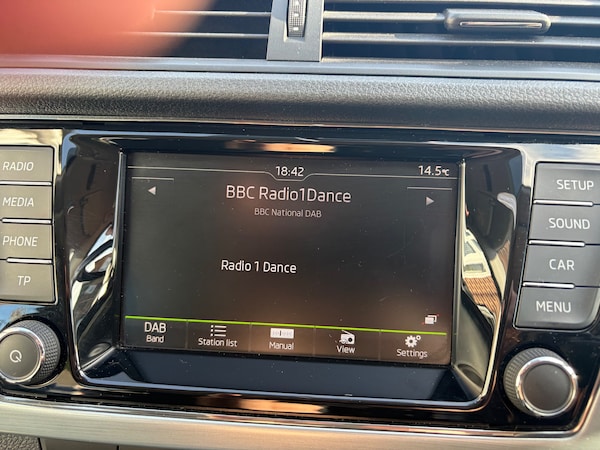 RADIO
MEDIA
PHONE
TP
18:42
14.5°C
BBC Radio1Dance
BBC National DAB
Radio 1 Dance
DAB
Band
Station list
Manual
View
Settings
SETUP
SOUND
CAR
MENU